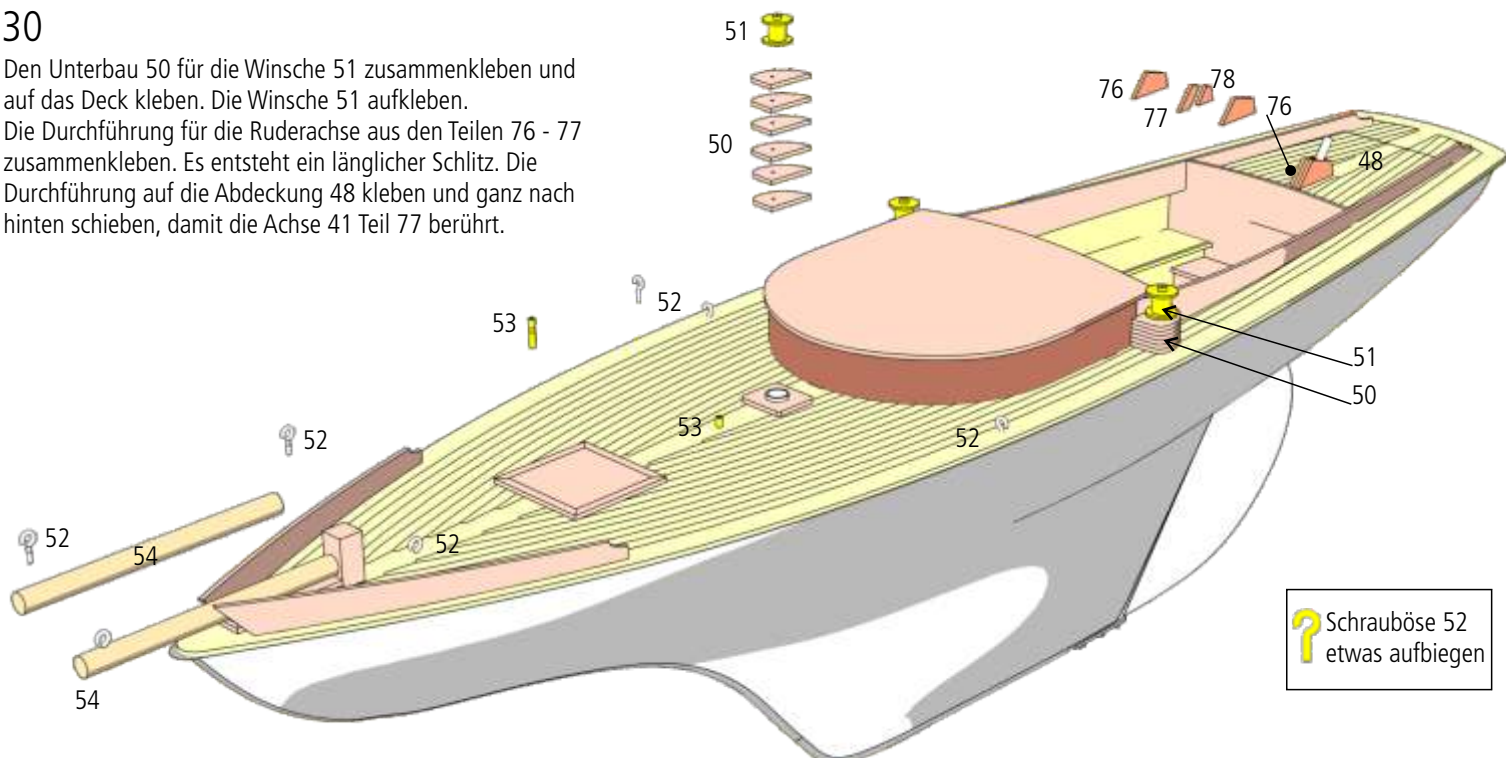 30
Den Unterbau 50 für die Winsche 51 zusammenkleben und
auf das Deck kleben. Die Winsche 51 aufkleben.
Die Durchführung für die Ruderachse aus den Teilen 76 - 77
zusammenkleben. Es entsteht ein länglicher Schlitz. Die
Durchführung auf die Abdeckung 48 kleben und ganz nach
hinten schieben, damit die Achse 41 Teil 77 berührt.
51
50
76
77
78
76
48
52
53
51
50
53
52
52
52
54
52
54
Schrauböse 52
etwas aufbiegen